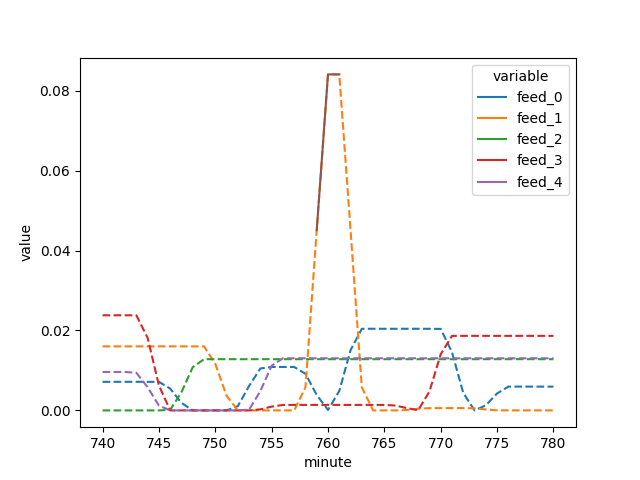 variable
feed_0
feed_1
feed_2
feed_3
feed_4
value
0.08
0.06
0.04
0.02
0.00
740 745 750 755 760 765 770 775 780
minute